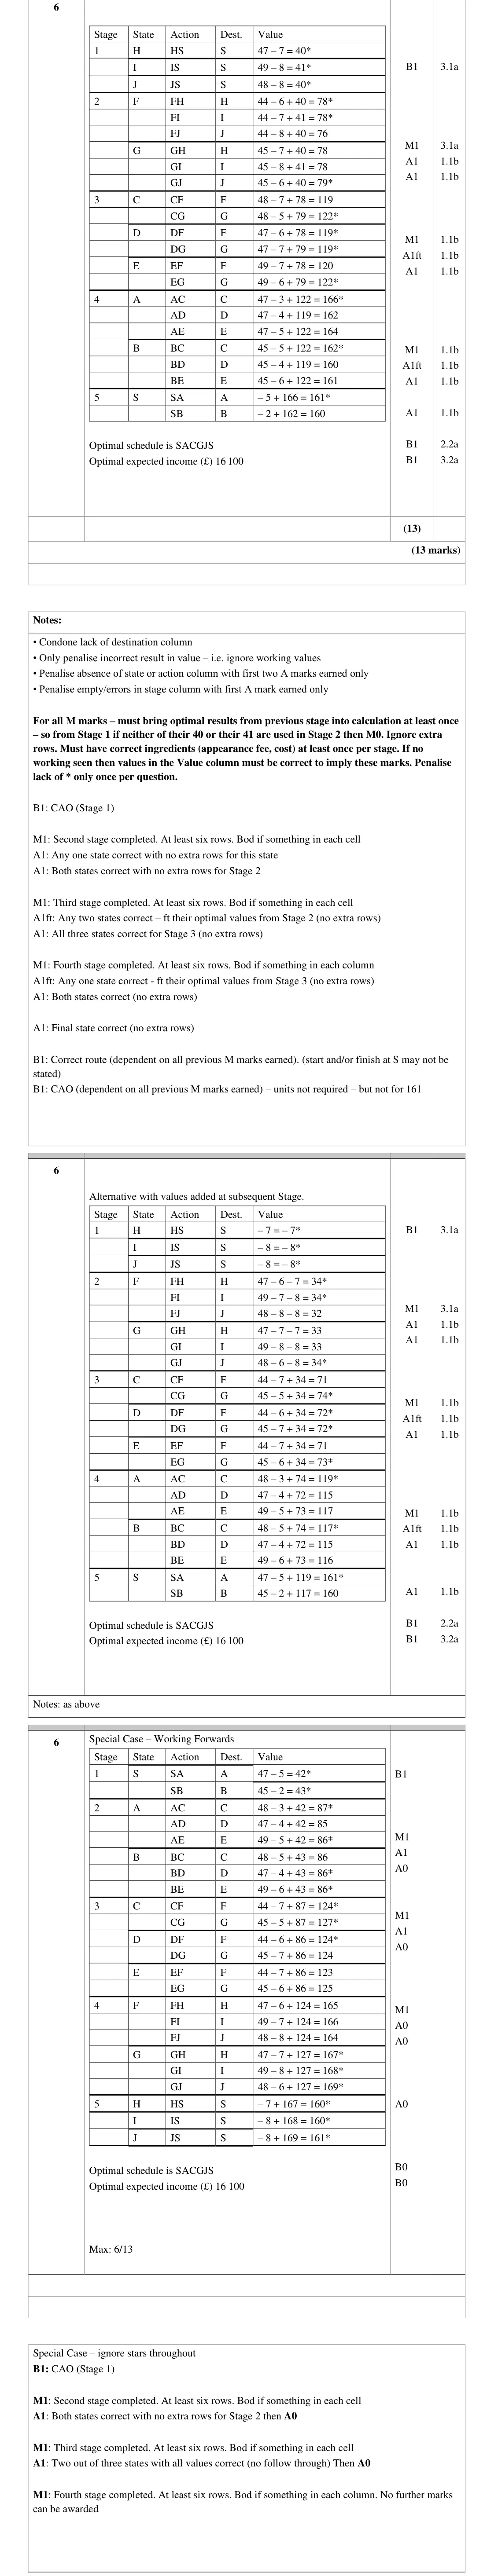 6
Stage State Action Dest. Value
1 H HS S 47 – 7 = 40*
I IS S 49 – 8 = 41* B1 3.1a
J JS S 48 – 8 = 40*
2 F FH H 44 – 6 + 40 = 78*
FI I 44 – 7 + 41 = 78*
FJ J 44 – 8 + 40 = 76
G GH H 45 – 7 + 40 = 78 M1 3.1a
GI I 45 – 8 + 41 = 78 A1 1.1b
GJ J 45 – 6 + 40 = 79* A1 1.1b
3 C CF F 48 – 7 + 78 = 119
CG G 48 – 5 + 79 = 122*
D DF F 47 – 6 + 78 = 119* M1 1.1b
DG G 47 – 7 + 79 = 119* A1ft 1.1b
E EF F 49 – 7 + 78 = 120 A1 1.1b
EG G 49 – 6 + 79 = 122*
4 A AC C 47 – 3 + 122 = 166*
AD D 47 – 4 + 119 = 162
AE E 47 – 5 + 122 = 164
B BC C 45 – 5 + 122 = 162* M1 1.1b
BD D 45 – 4 + 119 = 160 A1ft 1.1b
BE E 45 – 6 + 122 = 161 A1 1.1b
5 S SA A – 5 + 166 = 161*
SB B – 2 + 162 = 160 A1 1.1b
Optimal schedule is SACGJS B1 2.2a
Optimal expected income (£) 16 100 B1 3.2a
(13)
(13 marks)
Notes:
• Condone lack of destination column
• Only penalise incorrect result in value – i.e. ignore working values
• Penalise absence of state or action column with first two A marks earned only
• Penalise empty/errors in stage column with first A mark earned only
For all M marks – must bring optimal results from previous stage into calculation at least once
– so from Stage 1 if neither of their 40 or their 41 are used in Stage 2 then M0. Ignore extra
rows. Must have correct ingredients (appearance fee, cost) at least once per stage. If no
working seen then values in the Value column must be correct to imply these marks. Penalise
lack of * only once per question.
B1: CAO (Stage 1)
M1: Second stage completed. At least six rows. Bod if something in each cell
A1: Any one state correct with no extra rows for this state
A1: Both states correct with no extra rows for Stage 2
M1: Third stage completed. At least six rows. Bod if something in each cell
A1ft: Any two states correct – ft their optimal values from Stage 2 (no extra rows)
A1: All three states correct for Stage 3 (no extra rows)
M1: Fourth stage completed. At least six rows. Bod if something in each column
A1ft: Any one state correct - ft their optimal values from Stage 3 (no extra rows)
A1: Both states correct (no extra rows)
A1: Final state correct (no extra rows)
B1: Correct route (dependent on all previous M marks earned). (start and/or finish at S may not be
stated)
B1: CAO (dependent on all previous M marks earned) – units not required – but not for 161
6
Alternative with values added at subsequent Stage.
Stage State Action Dest. Value
1 H HS S – 7 = – 7* B1 3.1a
I IS S – 8 = – 8*
J JS S – 8 = – 8*
2 F FH H 47 – 6 – 7 = 34*
FI I 49 – 7 – 8 = 34*
FJ J 48 – 8 – 8 = 32 M1 3.1a
G GH H 47 – 7 – 7 = 33 A1 1.1b
GI I 49 – 8 – 8 = 33 A1 1.1b
GJ J 48 – 6 – 8 = 34*
3 C CF F 44 – 7 + 34 = 71
CG G 45 – 5 + 34 = 74* M1 1.1b
D DF F 44 – 6 + 34 = 72* A1ft 1.1b
DG G 45 – 7 + 34 = 72* A1 1.1b
E EF F 44 – 7 + 34 = 71
EG G 45 – 6 + 34 = 73*
4 A AC C 48 – 3 + 74 = 119*
AD D 47 – 4 + 72 = 115
AE E 49 – 5 + 73 = 117 M1 1.1b
B BC C 48 – 5 + 74 = 117* A1ft 1.1b
BD D 47 – 4 + 72 = 115 A1 1.1b
BE E 49 – 6 + 73 = 116
5 S SA A 47 – 5 + 119 = 161* A1 1.1b
SB B 45 – 2 + 117 = 160
Optimal schedule is SACGJS B1 2.2a
Optimal expected income (£) 16 100 B1 3.2a
Notes: as above
6
Special Case – Working Forwards
Stage State Action Dest. Value
1 S SA A 47 – 5 = 42* B1
SB B 45 – 2 = 43*
2 A AC C 48 – 3 + 42 = 87*
AD D 47 – 4 + 42 = 85
AE E 49 – 5 + 42 = 86* M1
B BC C 48 – 5 + 43 = 86 A1
BD D 47 – 4 + 43 = 86* A0
BE E 49 – 6 + 43 = 86*
3 C CF F 44 – 7 + 87 = 124* M1
CG G 45 – 5 + 87 = 127* A1
D DF F 44 – 6 + 86 = 124* A0
DG G 45 – 7 + 86 = 124
E EF F 44 – 7 + 86 = 123
EG G 45 – 6 + 86 = 125
4 F FH H 47 – 6 + 124 = 165 M1
FI I 49 – 7 + 124 = 166 A0
FJ J 48 – 8 + 124 = 164 A0
G GH H 47 – 7 + 127 = 167*
GI I 49 – 8 + 127 = 168*
GJ J 48 – 6 + 127 = 169*
5 H HS S – 7 + 167 = 160* A0
I IS S – 8 + 168 = 160*
J JS S – 8 + 169 = 161*
Optimal schedule is SACGJS B0
Optimal expected income (£) 16 100 B0
Max: 6/13
Special Case – ignore stars throughout
B1: CAO (Stage 1)
M1: Second stage completed. At least six rows. Bod if something in each cell
A1: Both states correct with no extra rows for Stage 2 then A0
M1: Third stage completed. At least six rows. Bod if something in each cell
A1: Two out of three states with all values correct (no follow through) Then A0
M1: Fourth stage completed. At least six rows. Bod if something in each column. No further marks
can be awarded